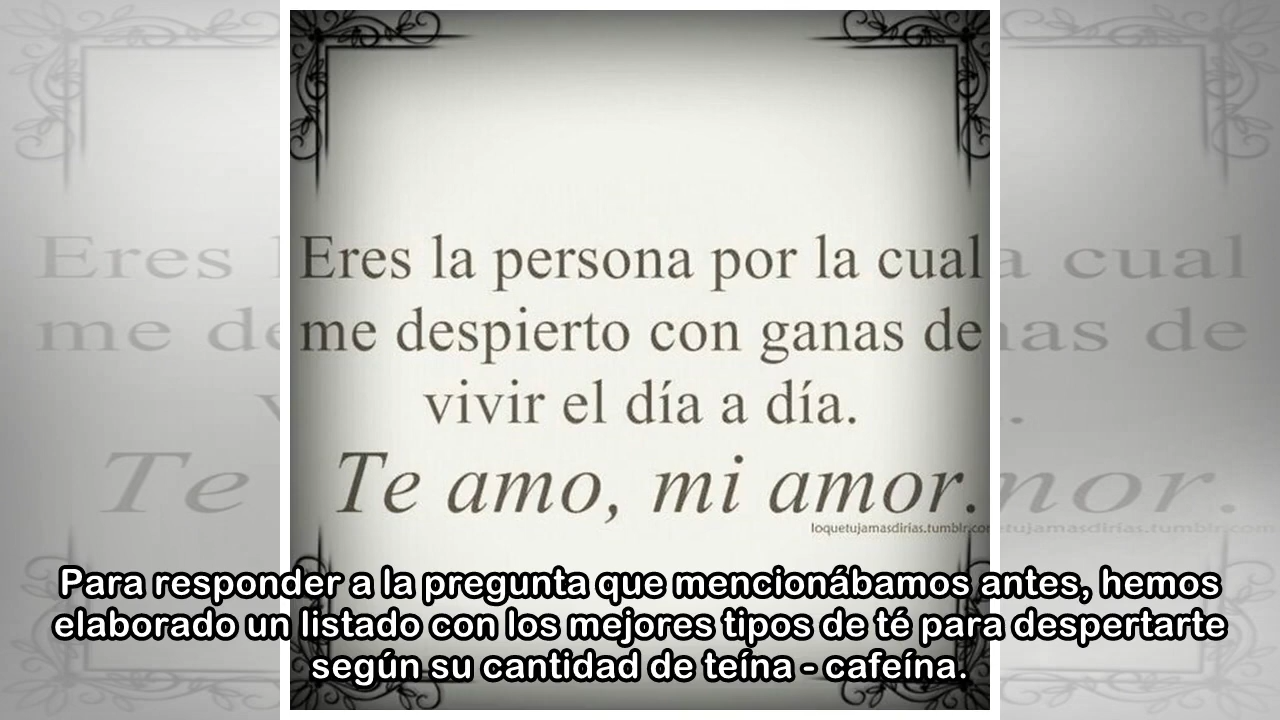 Eres la persona por la cual
me despierto con ganas de
vivir el día a día.
Te amo, mi amor.
loquetujamasdirias.tumblr.co
Para responder a la pregunta que mencionábamos antes, hemos
elaborado un listado con los mejores tipos de té para despertarte
según su cantidad de teína - cafeína.